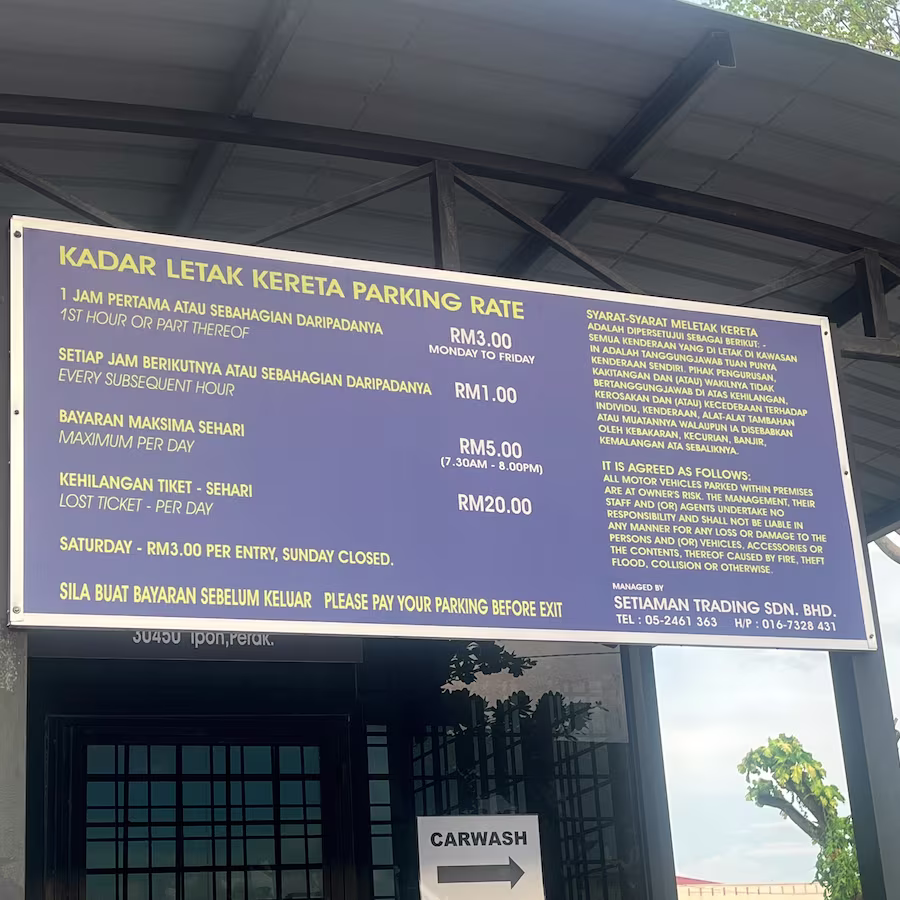 KADAR LETAK KERETA PARKING RATE
1 JAM PERTAMA ATAU SEBAHAGIAN DARIPADANYA
1ST HOUR OR PART THEREOF
RM3.00
MONDAY TO FRIDAY
SETIAP JAM BERIKUTNYA ATAU SEBAHAGIAN DARIPADANYA
EVERY SUBSEQUENT HOUR
RM1.00
BAYARAN MAKSIMA SEHARI
MAXIMUM PER DAY
RM5.00
(7.30AM - 8.00PM)
KEHILANGAN TIKET - SEHARI
LOST TICKET - PER DAY
RM20.00
SATURDAY - RM3.00 PER ENTRY, SUNDAY CLOSED.
SILA BUAT BAYARAN SEBELUM KELUAR PLEASE PAY YOUR PARKING BEFORE EXIT
SYARAT-SYARAT MELETAK KERETA
ADALAH DIPERSETUJUI SEBAGAI BERIKUT: -
SEMUA KENDERAAN YANG DI LETAK DI KAWASAN
IN ADALAH TANGGUNGJAWAB TUAN PUNYA
KENDERAAN SENDIRI. PIHAK PENGURUSAN,
KAKITANGAN DAN (ATAU) WAKILNYA TIDAK
BERTANGGUNGJAWAB DI ATAS KEHILANGAN,
KEROSAKAN DAN (ATAU) KECEDERAAN TERHADAP
INDIVIDU, KENDERAAN, ALAT-ALAT TAMBAHAN
ATAU MUATANNYA WALAUPUN IA DISEBABKAN
OLEH KEBAKARAN, KECURIAN, BANJIR,
KEMALANGAN ATA SEBALIKNYA.
IT IS AGREED AS FOLLOWS:
ALL MOTOR VEHICLES PARKED WITHIN PREMISES
ARE AT OWNER'S RISK. THE MANAGEMENT, THEIR
STAFF AND (OR) AGENTS UNDERTAKE NO
RESPONSIBILITY AND SHALL NOT BE LIABLE IN
ANY MANNER FOR ANY LOSS OR DAMAGE TO THE
PERSONS AND (OR) VEHICLES, ACCESSORIES OR
THE CONTENTS, THEREOF CAUSED BY FIRE, THEFT
FLOOD, COLLISION OR OTHERWISE.
MANAGED BY
SETIAMAN TRADING SDN. BHD.
TEL : 05-2461 363 H/P : 016-7328 431
30450 Ipoh,Perak.
CARWASH